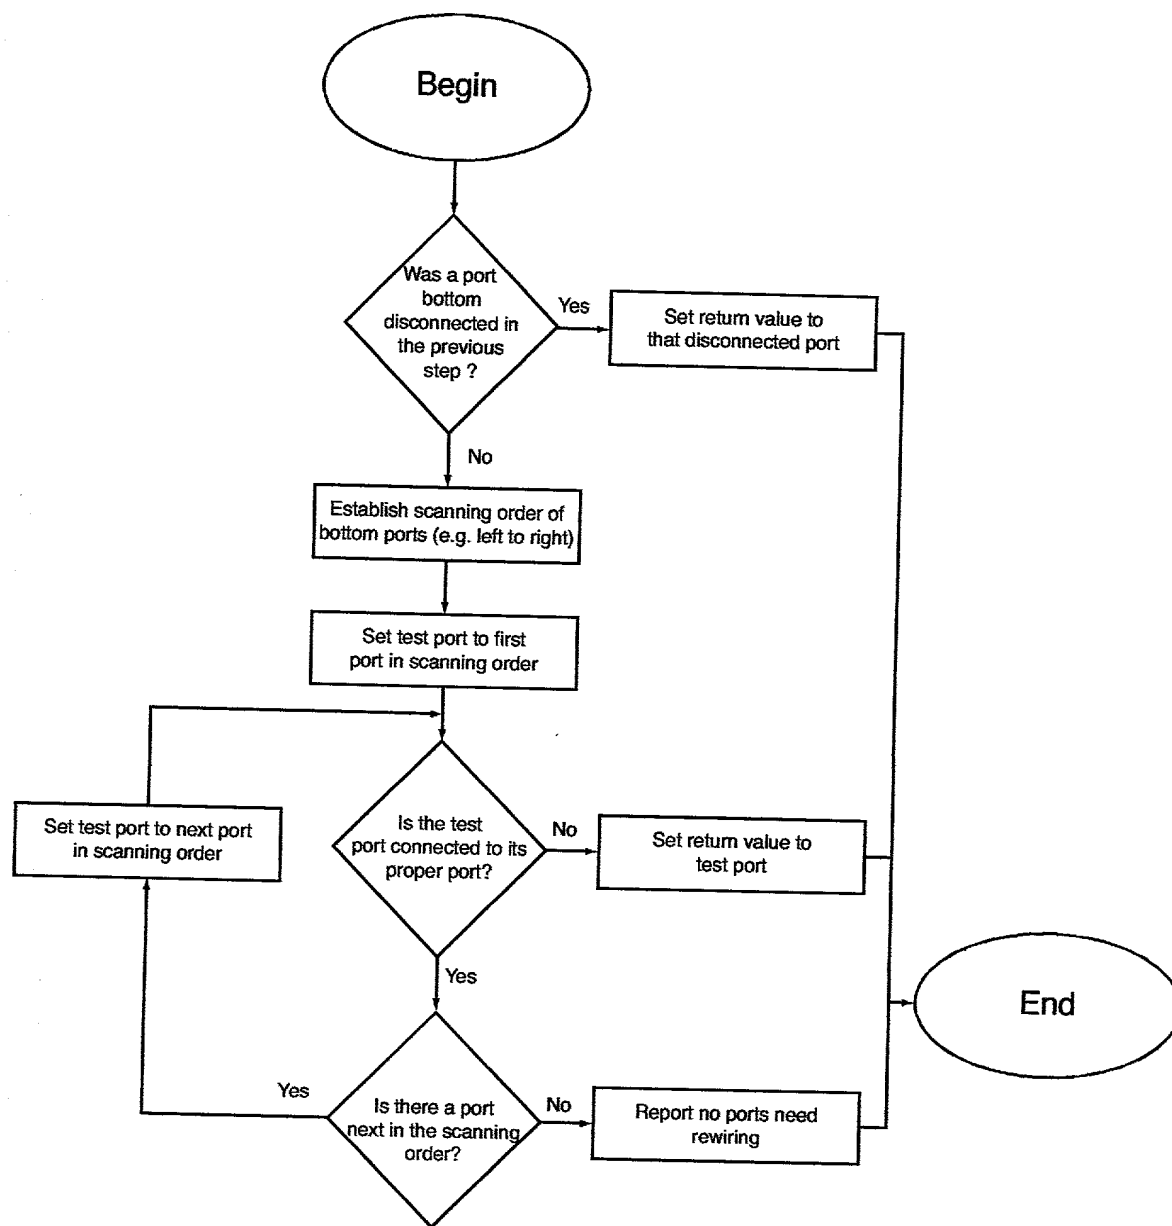 Begin
Was a port
bottom
disconnected in
the previous
step ?
Yes
Set return value to
that disconnected port
No
Establish scanning order of
bottom ports (e.g. left to right)
Set test port to first
port in scanning order
Set test port to next port
in scanning order
Is the test
port connected to its
proper port?
No
Set return value to
test port
Yes
End
Yes
Is there a port
next in the scanning
order?
No
Report no ports need
rewiring